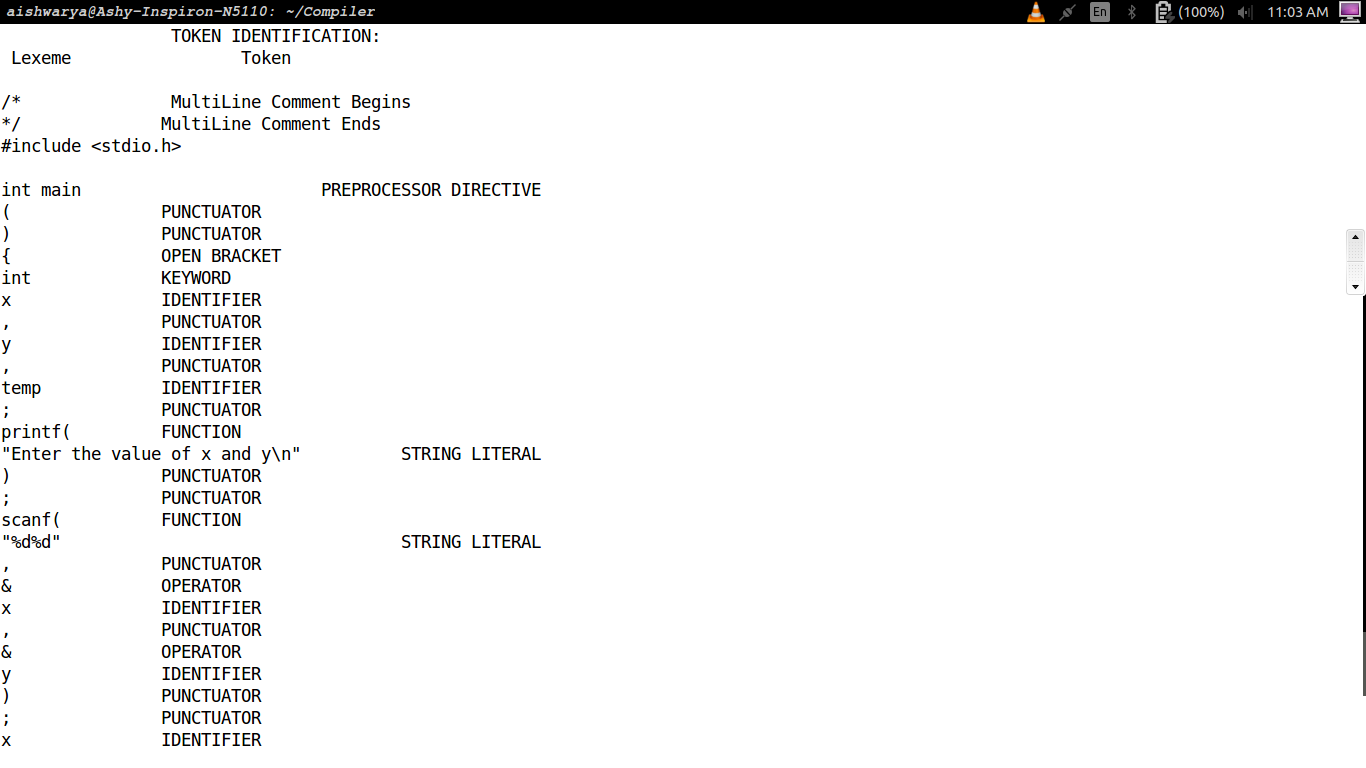 aishwarya@Ashy-Inspiron-N5110: ~/Compiler En (100%) 11:03 AM
TOKEN IDENTIFICATION:
Lexeme Token
/* MultiLine Comment Begins
*/ MultiLine Comment Ends
#include <stdio.h>
int main PREPROCESSOR DIRECTIVE
( PUNCTUATOR
) PUNCTUATOR
{ OPEN BRACKET
int KEYWORD
x IDENTIFIER
, PUNCTUATOR
y IDENTIFIER
, PUNCTUATOR
temp IDENTIFIER
; PUNCTUATOR
printf( FUNCTION
"Enter the value of x and y\n" STRING LITERAL
) PUNCTUATOR
; PUNCTUATOR
scanf( FUNCTION
"%d%d" STRING LITERAL
, PUNCTUATOR
& OPERATOR
x IDENTIFIER
, PUNCTUATOR
& OPERATOR
y IDENTIFIER
) PUNCTUATOR
; PUNCTUATOR
x IDENTIFIER